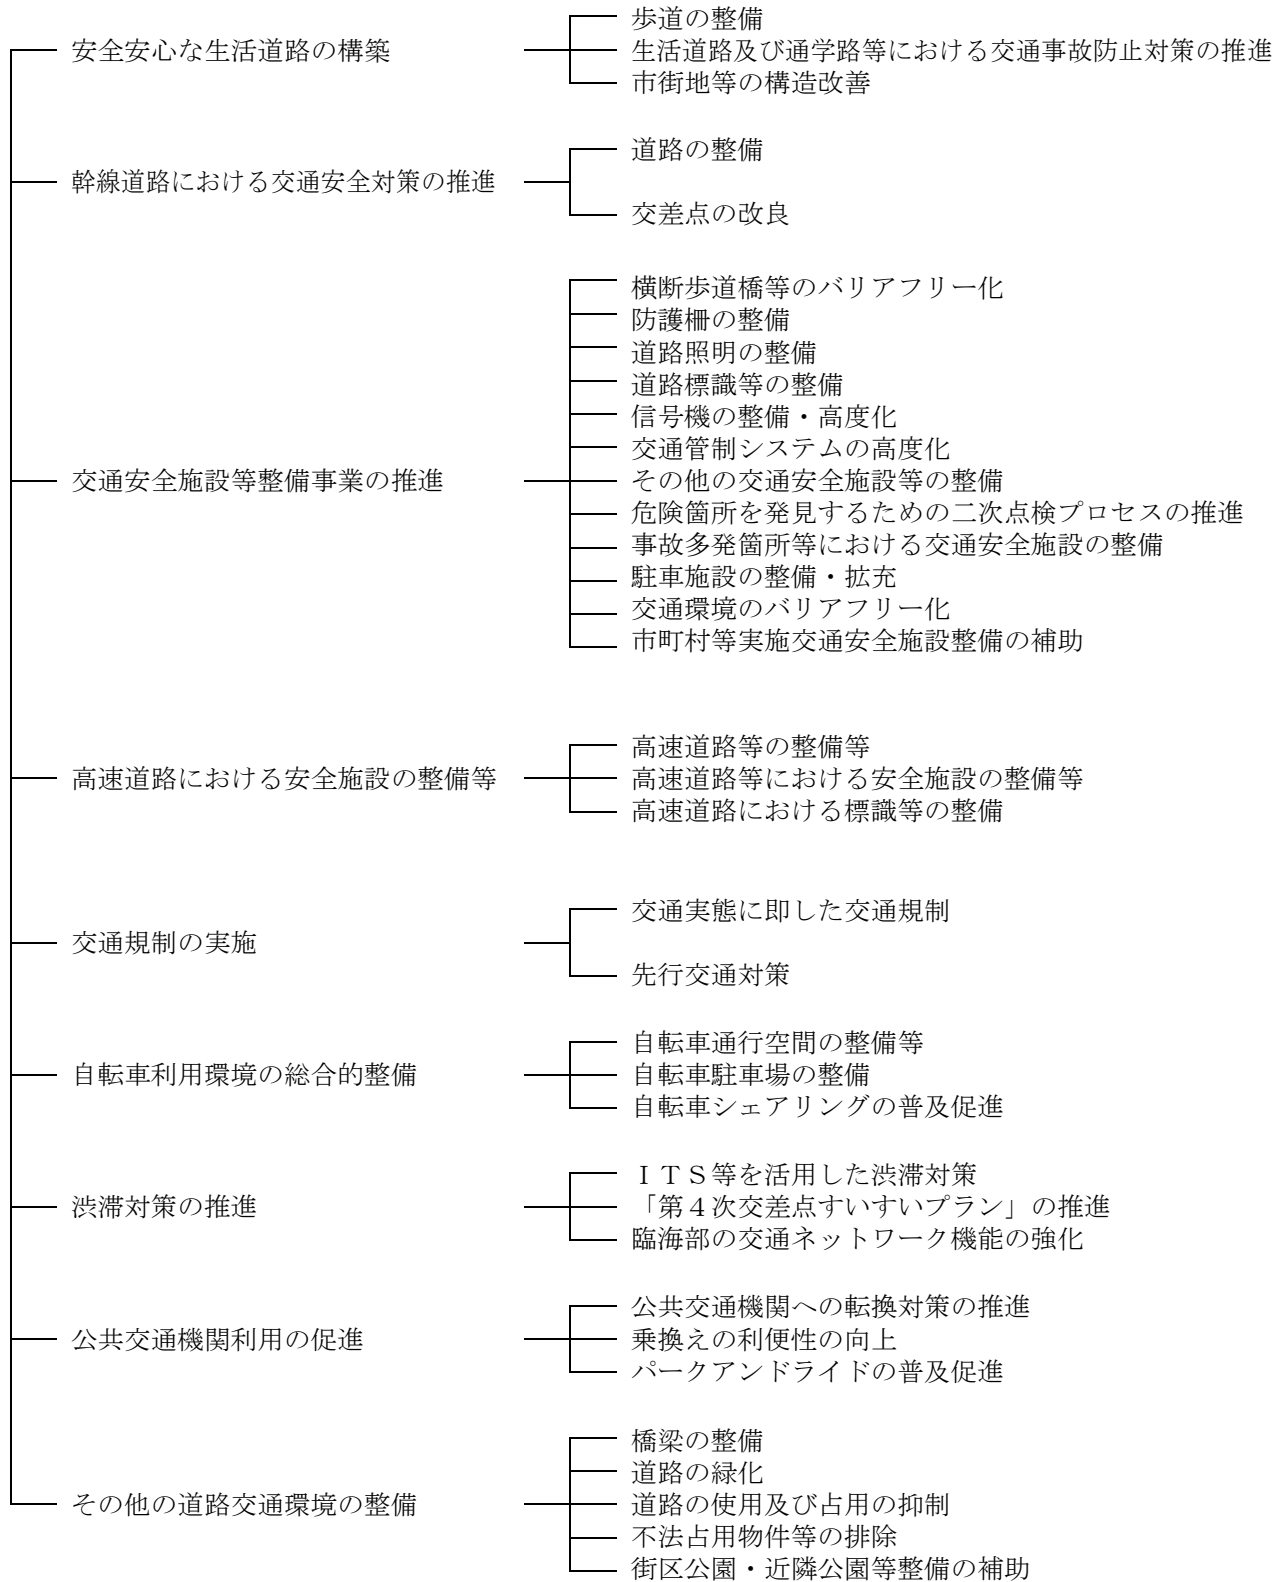 安全安心な生活道路の構築
歩道の整備
生活道路及び通学路等における交通事故防止対策の推進
市街地等の構造改善
幹線道路における交通安全対策の推進
道路の整備
交差点の改良
交通安全施設等整備事業の推進
横断歩道橋等のバリアフリー化
防護柵の整備
道路照明の整備
道路標識等の整備
信号機の整備・高度化
交通管制システムの高度化
その他の交通安全施設等の整備
危険箇所を発見するための二次点検プロセスの推進
事故多発箇所等における交通安全施設の整備
駐車施設の整備・拡充
交通環境のバリアフリー化
市町村等実施交通安全施設整備の補助
高速道路における安全施設の整備等
高速道路等の整備等
高速道路等における安全施設の整備等
高速道路における標識等の整備
交通規制の実施
交通実態に即した交通規制
先行交通対策
自転車利用環境の総合的整備
自転車通行空間の整備等
自転車駐車場の整備
自転車シェアリングの普及促進
渋滞対策の推進
ＩＴＳ等を活用した渋滞対策
「第４次交差点すいすいプラン」の推進
臨海部の交通ネットワーク機能の強化
公共交通機関利用の促進
公共交通機関への転換対策の推進
乗換えの利便性の向上
パークアンドライドの普及促進
その他の道路交通環境の整備
橋梁の整備
道路の緑化
道路の使用及び占用の抑制
不法占用物件等の排除
街区公園・近隣公園等整備の補助